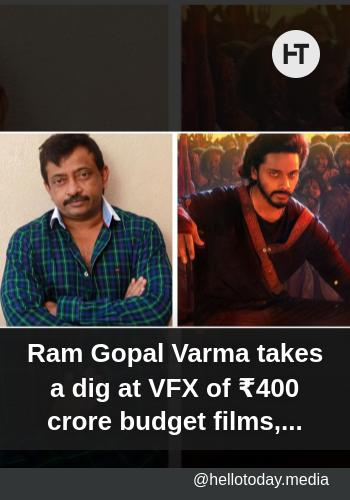 HT
Ram Gopal Varma takes
a dig at VFX of ₹400
crore budget films,...
@hellotoday.media